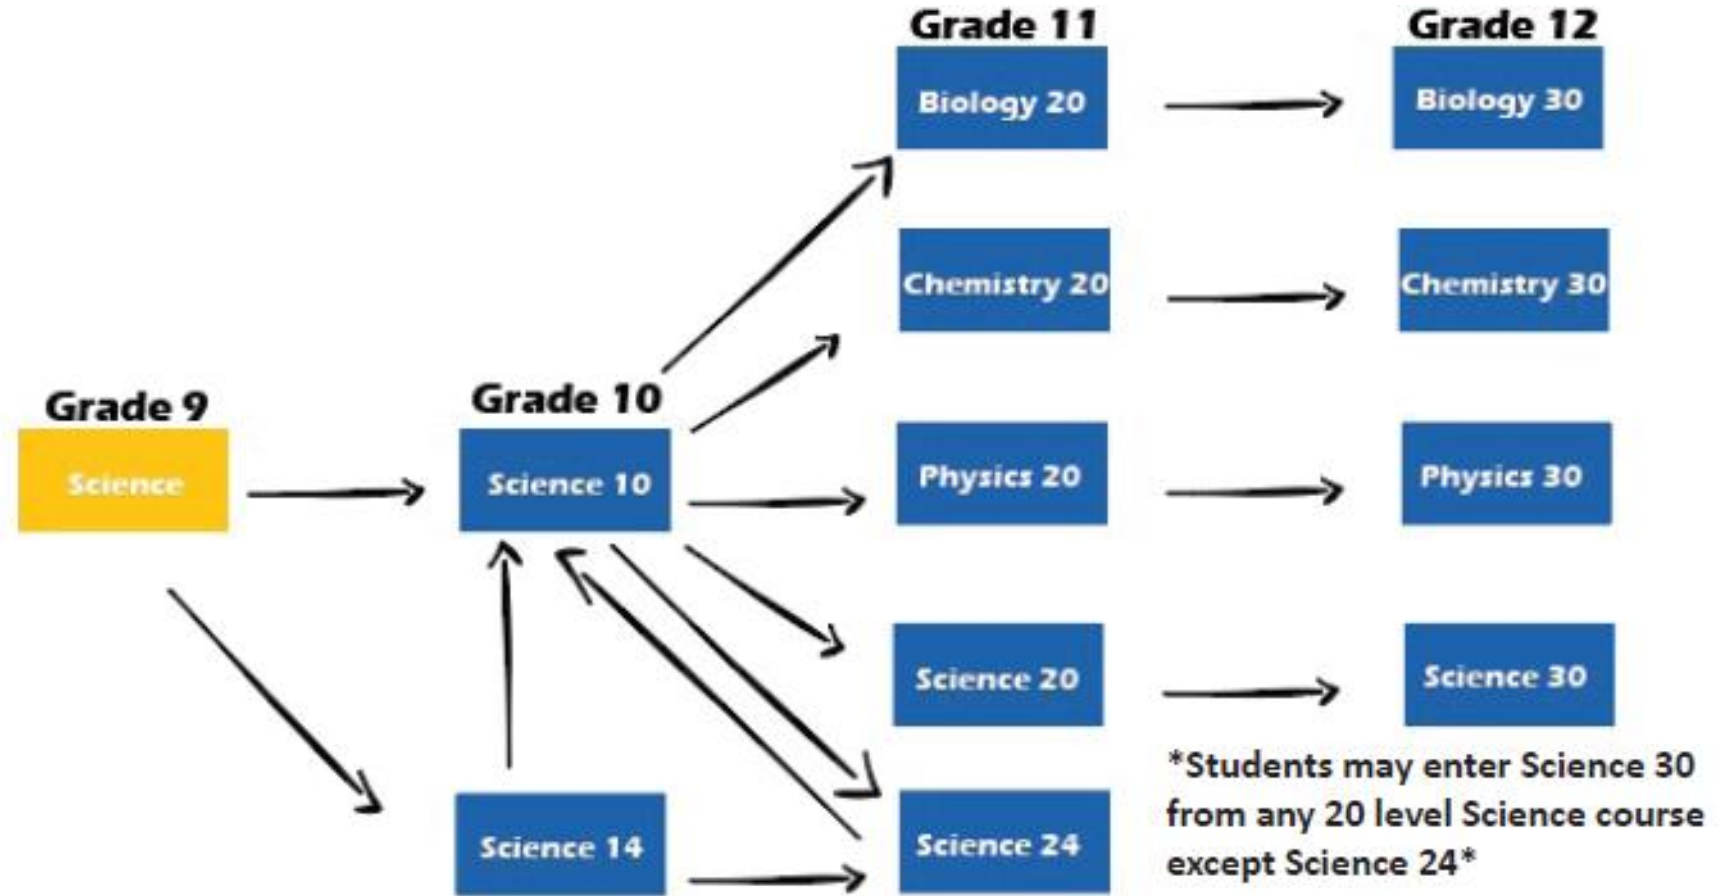 Grade 11
Grade 12
Biology 20
Biology 30
Chemistry 20
Chemistry 30
Grade 9
Grade 10
Science
Science 10
Physics 20
Physics 30
Science 20
Science 30
*Students may enter Science 30
from any 20 level Science course
except Science 24*
Science 14
Science 24